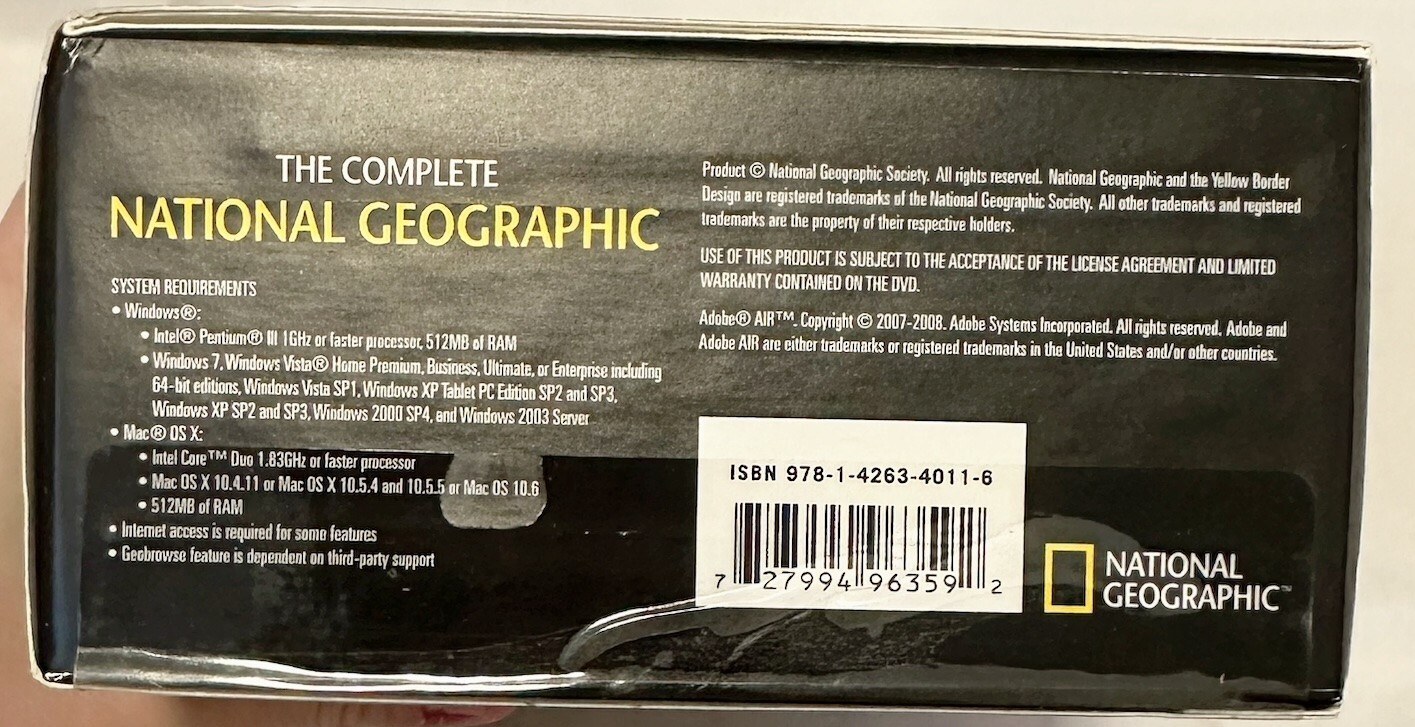 THE COMPLETE
NATIONAL GEOGRAPHIC
SYSTEM REQUIREMENTS
• Windows®:
• Intel® Pentium® III 1GHz or faster processor, 512MB of RAM
• Windows 7, Windows Vista® Home Premium, Business, Ultimate, or Enterprise including
64-bit editions, Windows Vista SP1, Windows XP Tablet PC Edition SP2 and SP3,
Windows XP SP2 and SP3, Windows 2000 SP4, and Windows 2003 Server
• Mac® OS X:
• Intel Core™ Duo 1.83GHz or faster processor
• Mac OS X 10.4.11 or Mac OS X 10.5.4 and 10.5.5 or Mac OS 10.6
• 512MB of RAM
• Internet access is required for some features
• Geobrowse feature is dependent on third-party support
Product © National Geographic Society. All rights reserved. National Geographic and the Yellow Border
Design are registered trademarks of the National Geographic Society. All other trademarks and registered
trademarks are the property of their respective holders.
USE OF THIS PRODUCT IS SUBJECT TO THE ACCEPTANCE OF THE LICENSE AGREEMENT AND LIMITED
WARRANTY CONTAINED ON THE DVD.
Adobe® AIR™. Copyright © 2007-2008. Adobe Systems Incorporated. All rights reserved. Adobe and
Adobe AIR are either trademarks or registered trademarks in the United States and/or other countries.
ISBN 978-1-4263-4011-6
7 27994 96359 2
NATIONAL
GEOGRAPHIC™